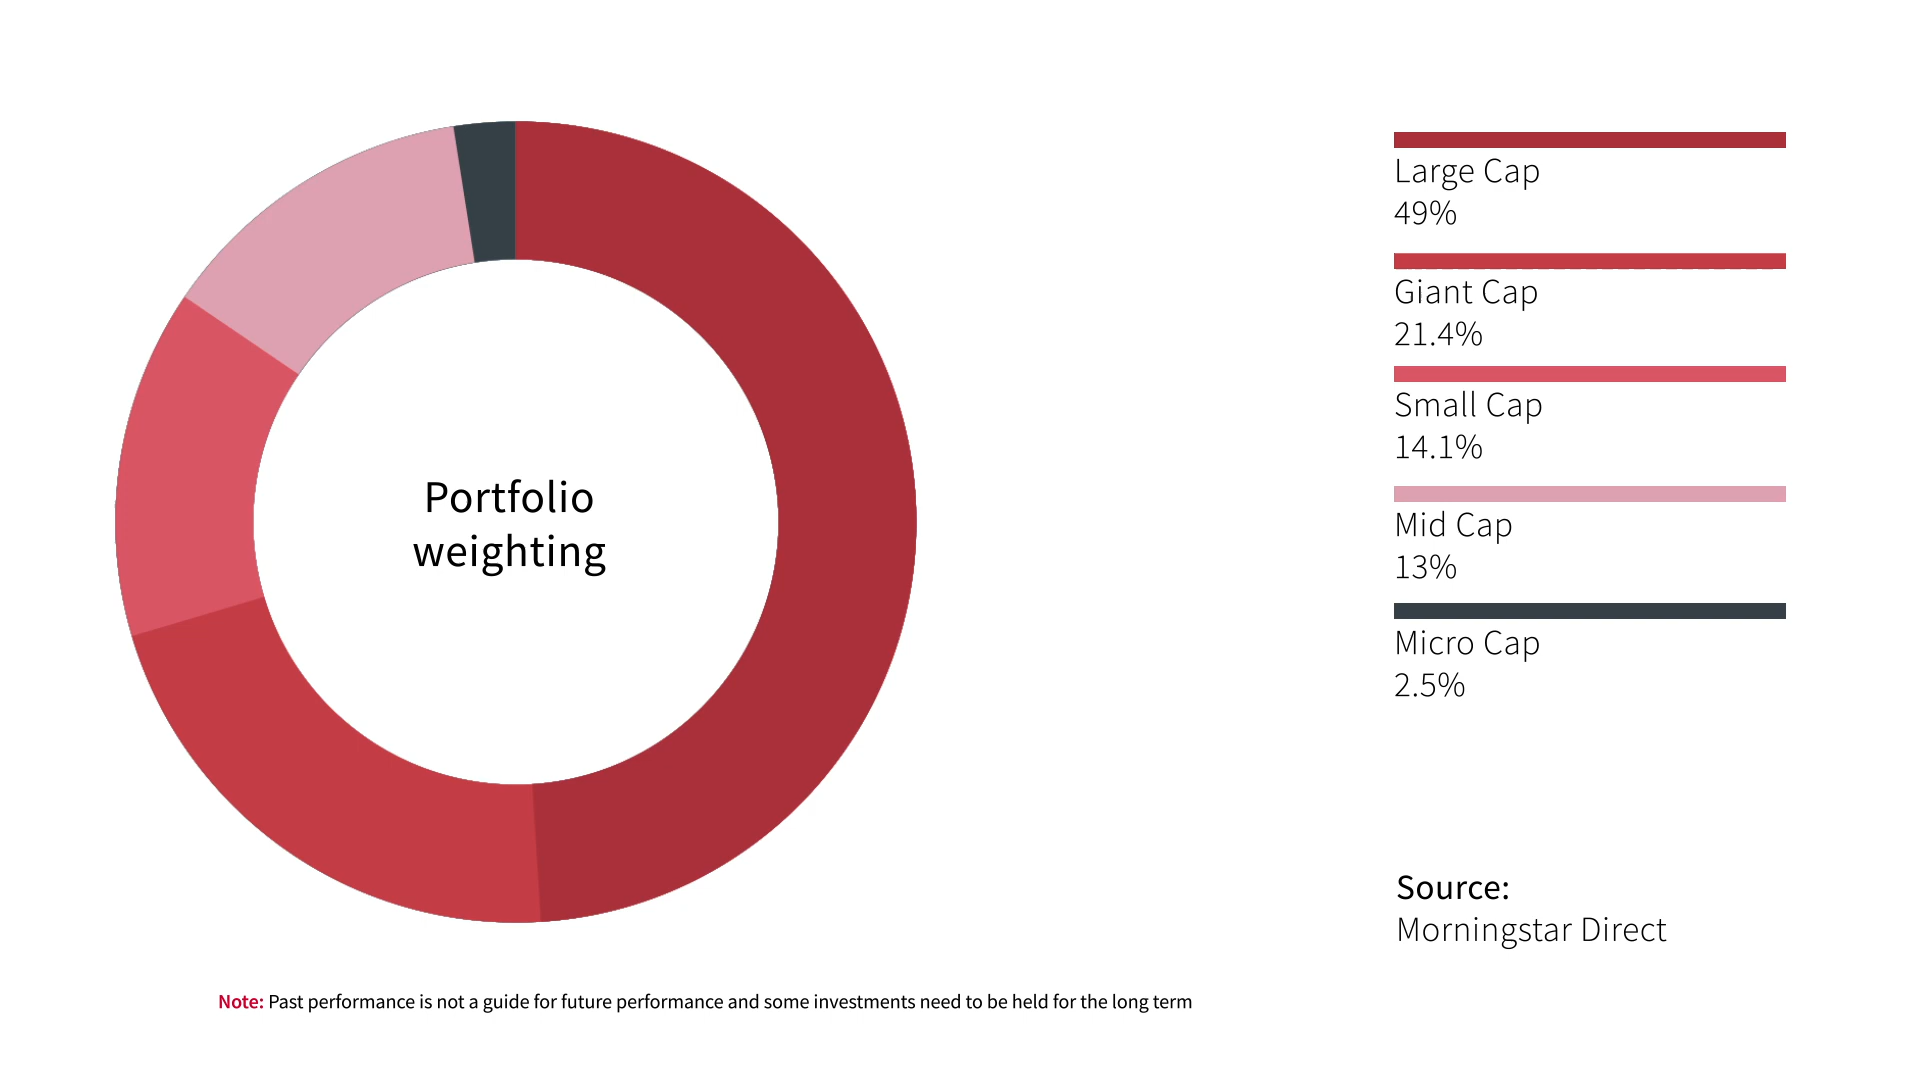 Portfolio
weighting
Large Cap
49%
Giant Cap
21.4%
Small Cap
14.1%
Mid Cap
13%
Micro Cap
2.5%
Source:
Morningstar Direct
Note: Past performance is not a guide for future performance and some investments need to be held for the long term